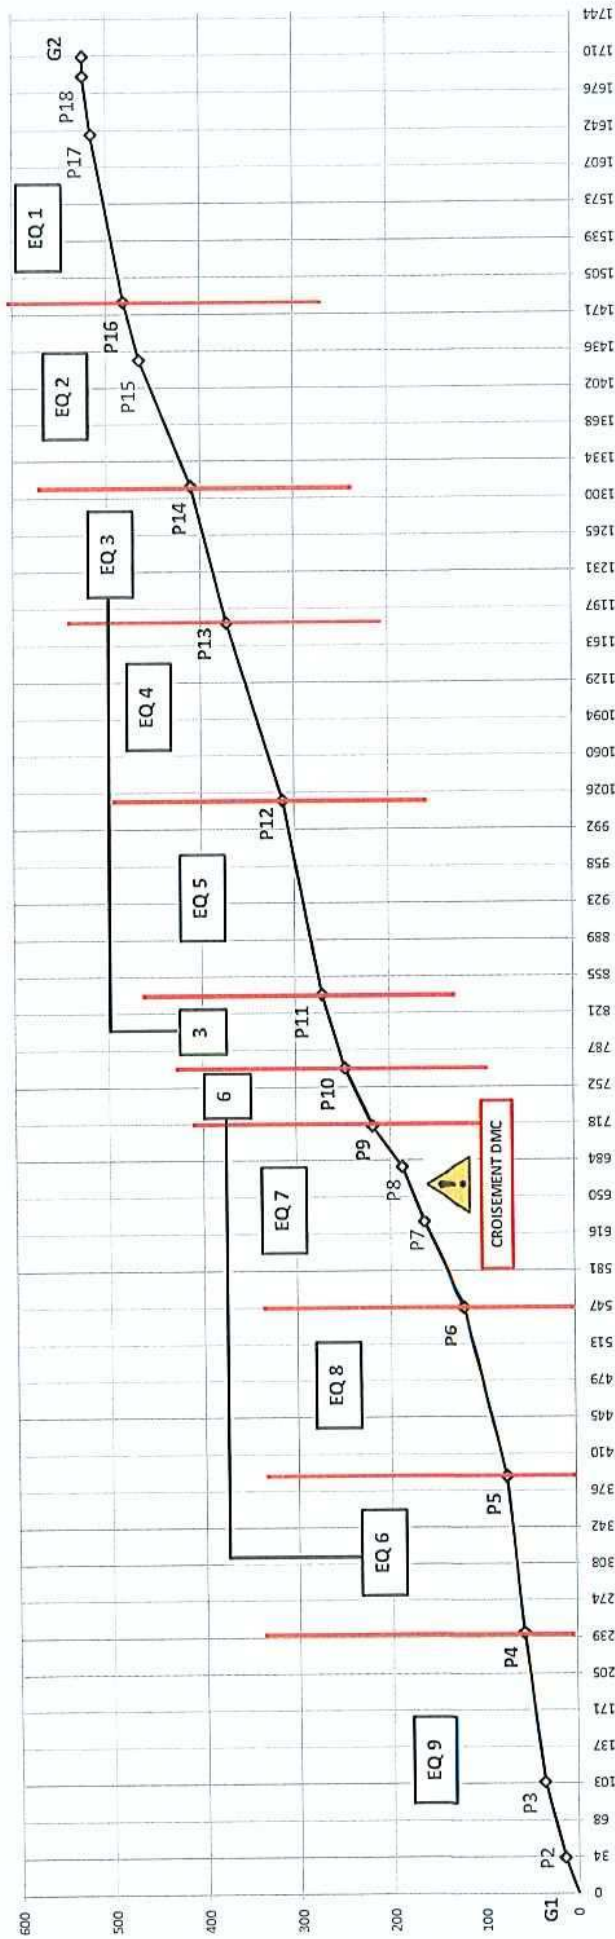 600
500
400
300
200
100
0
EQ 9
EQ 6
EQ 8
EQ 7
6
3
EQ 5
EQ 4
EQ 3
EQ 2
EQ 1
G1
P2
P3
P4
P5
P6
P7
P8
P9
P10
P11
P12
P13
P14
P15
P16
P17
P18
G2
CROISEMENT DMC
0
34
68
103
137
171
205
239
274
308
342
376
410
445
479
513
547
581
616
650
684
718
752
787
821
855
889
923
958
992
1026
1060
1094
1129
1163
1197
1231
1265
1300
1334
1368
1402
1436
1471
1505
1539
1573
1607
1642
1676
1710
1744